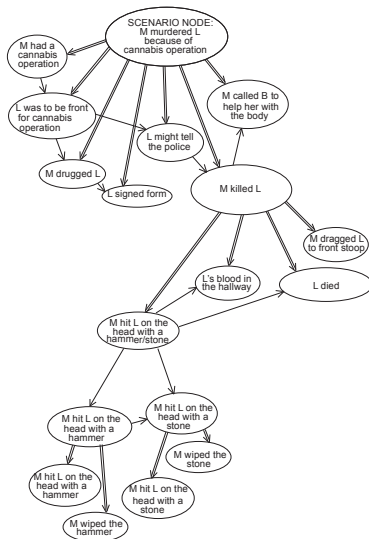 SCENARIO NODE:
M murdered L
because of
cannabis operation
M had a
cannabis
operation
L was to be front
for cannabis
operation
M called B to
help her with
the body
L might tell
the police
M drugged L
L signed form
M killed L
M dragged L
to front stoop
L's blood in
the hallway
L died
M hit L on the
head with a
hammer/stone
M hit L on the
head with a
hammer
M hit L on the
head with a
stone
M wiped the
stone
M hit L on the
head with a
hammer
M hit L on the
head with a
stone
M wiped the
hammer